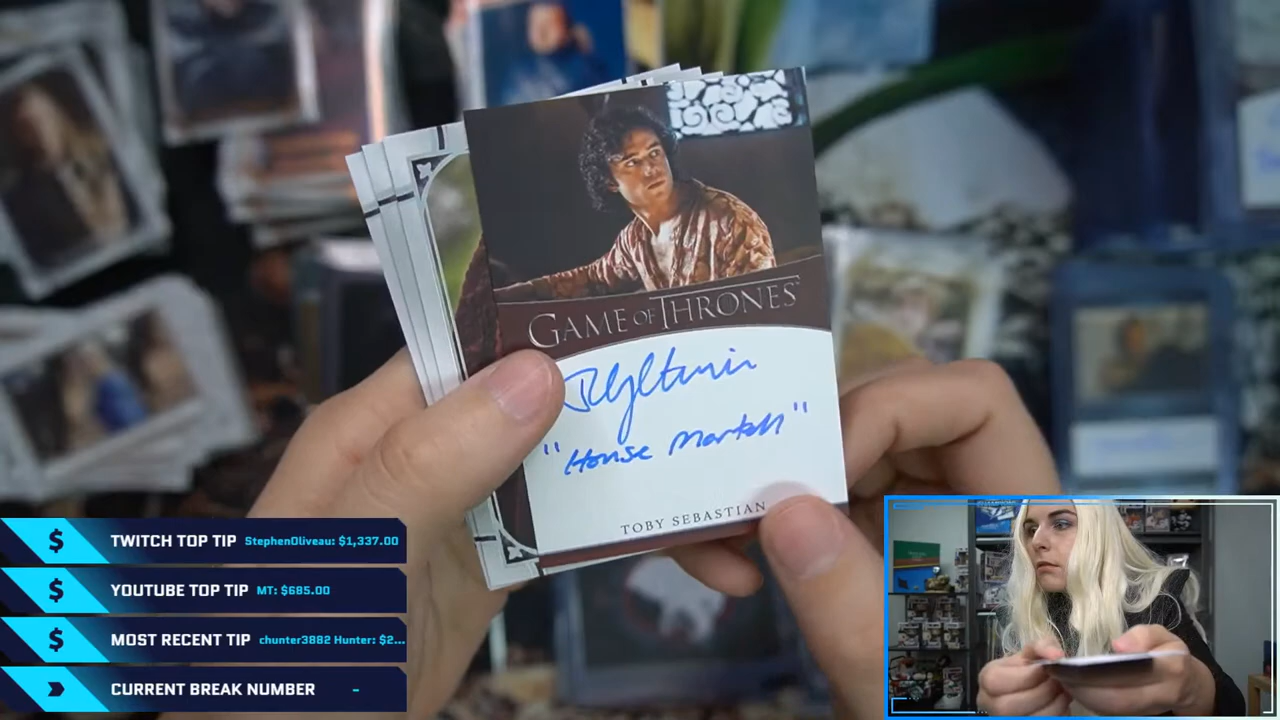 GAME OF THRONES
"House Martell"
TOBY SEBASTIAN
TWITCH TOP TIP StephenOliveau: $1,337.00
YOUTUBE TOP TIP MT: $685.00
MOST RECENT TIP chunter3882 Hunter: $2...
CURRENT BREAK NUMBER -